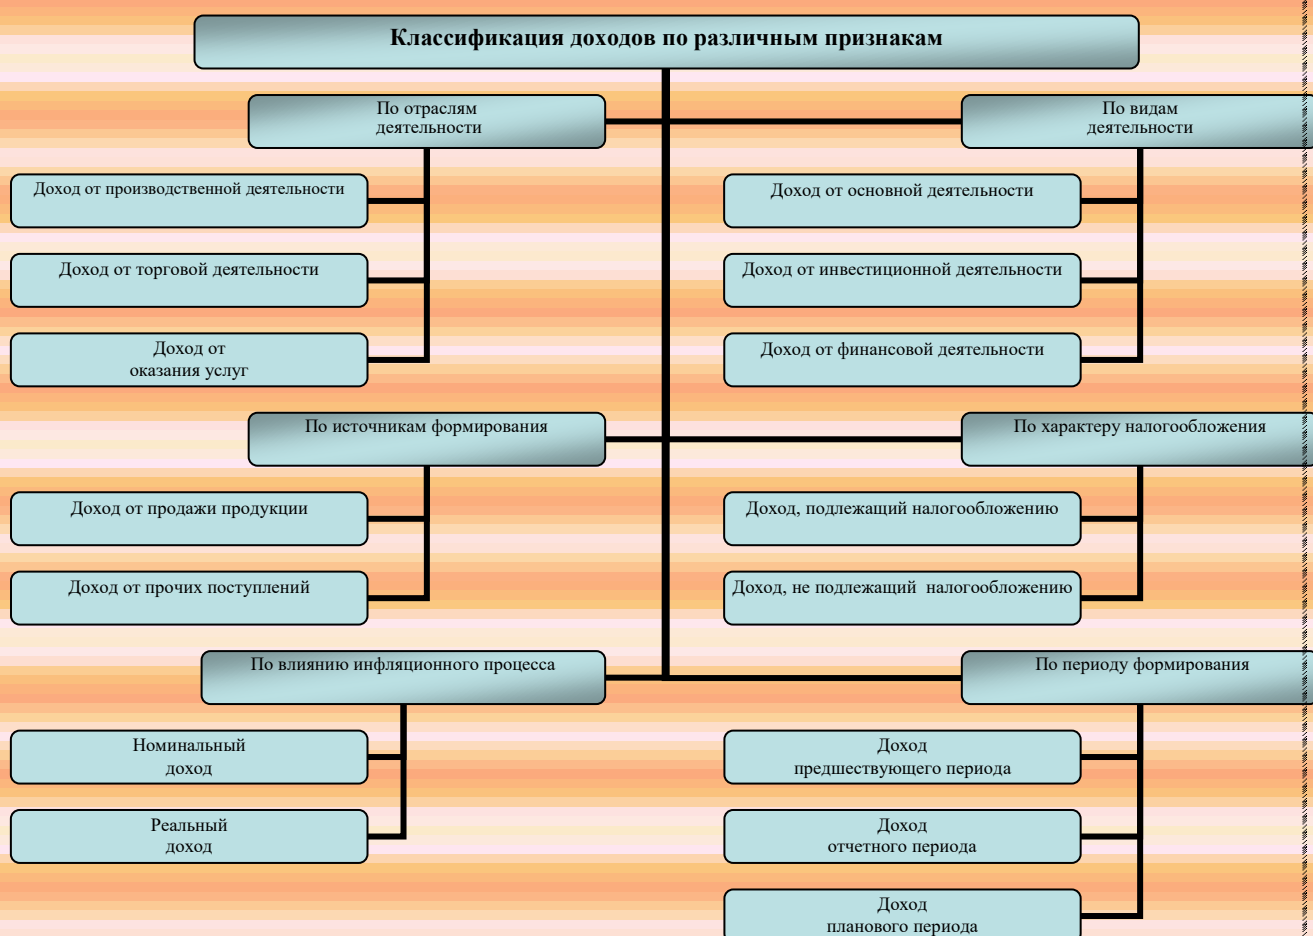 Классификация доходов по различным признакам
По отраслям
деятельности
Доход от производственной деятельности
Доход от торговой деятельности
Доход от
оказания услуг
По видам
деятельности
Доход от основной деятельности
Доход от инвестиционной деятельности
Доход от финансовой деятельности
По источникам формирования
Доход от продажи продукции
Доход от прочих поступлений
По характеру налогообложения
Доход, подлежащий налогообложению
Доход, не подлежащий налогообложению
По влиянию инфляционного процесса
Номинальный
доход
Реальный
доход
По периоду формирования
Доход
предшествующего периода
Доход
отчетного периода
Доход
планового периода